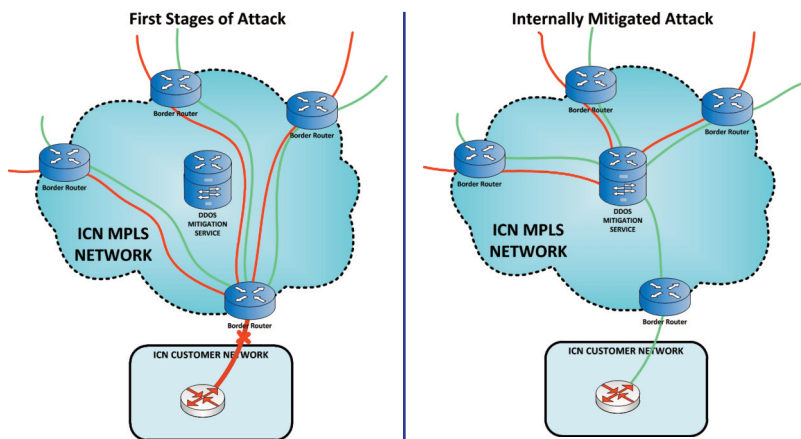 First Stages of Attack
Border Router
Border Router
Border Router
DDOS
MITIGATION
SERVICE
ICN MPLS
NETWORK
Border Router
ICN CUSTOMER NETWORK
Internally Mitigated Attack
Border Router
Border Router
Border Router
DDOS
MITIGATION
SERVICE
ICN MPLS
NETWORK
Border Router
ICN CUSTOMER NETWORK